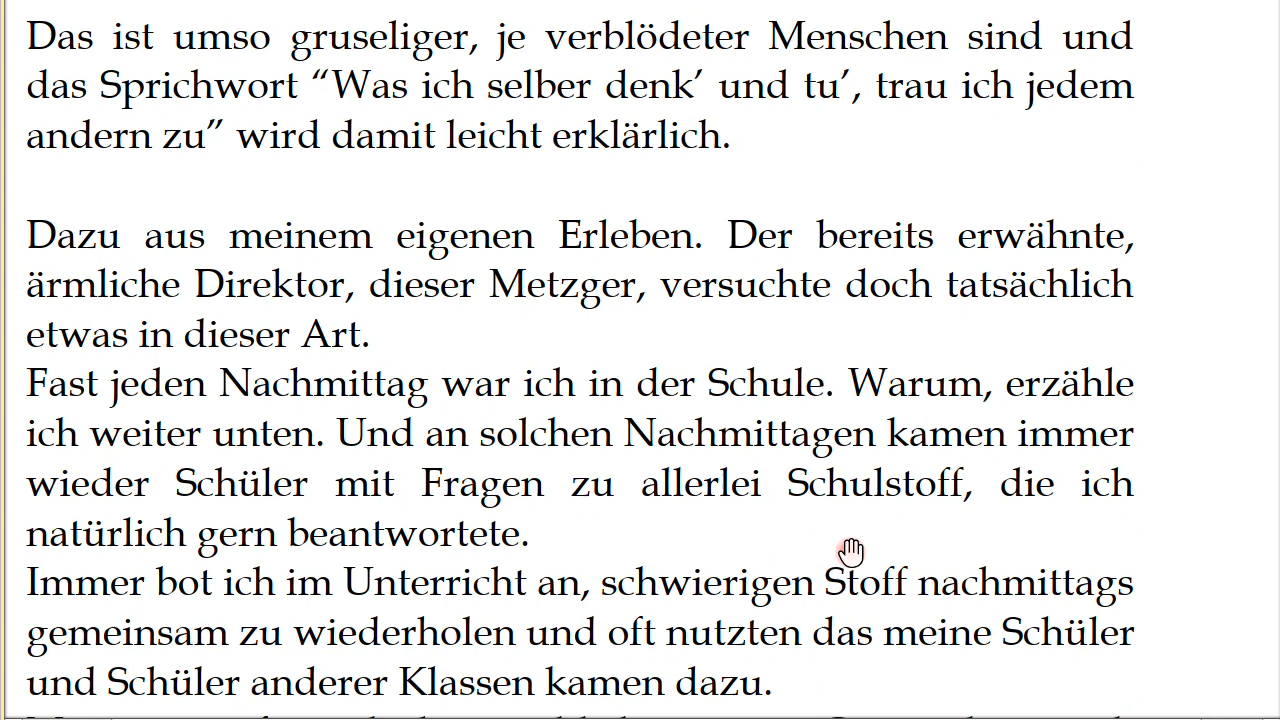 Das ist umso gruseliger, je verblödeter Menschen sind und
das Sprichwort “Was ich selber denk’ und tu’, trau ich jedem
andern zu” wird damit leicht erklärlich.
Dazu aus meinem eigenen Erleben. Der bereits erwähnte,
ärmliche Direktor, dieser Metzger, versuchte doch tatsächlich
etwas in dieser Art.
Fast jeden Nachmittag war ich in der Schule. Warum, erzähle
ich weiter unten. Und an solchen Nachmittagen kamen immer
wieder Schüler mit Fragen zu allerlei Schulstoff, die ich
natürlich gern beantwortete.
Immer bot ich im Unterricht an, schwierigen Stoff nachmittags
gemeinsam zu wiederholen und oft nutzten das meine Schüler
und Schüler anderer Klassen kamen dazu.